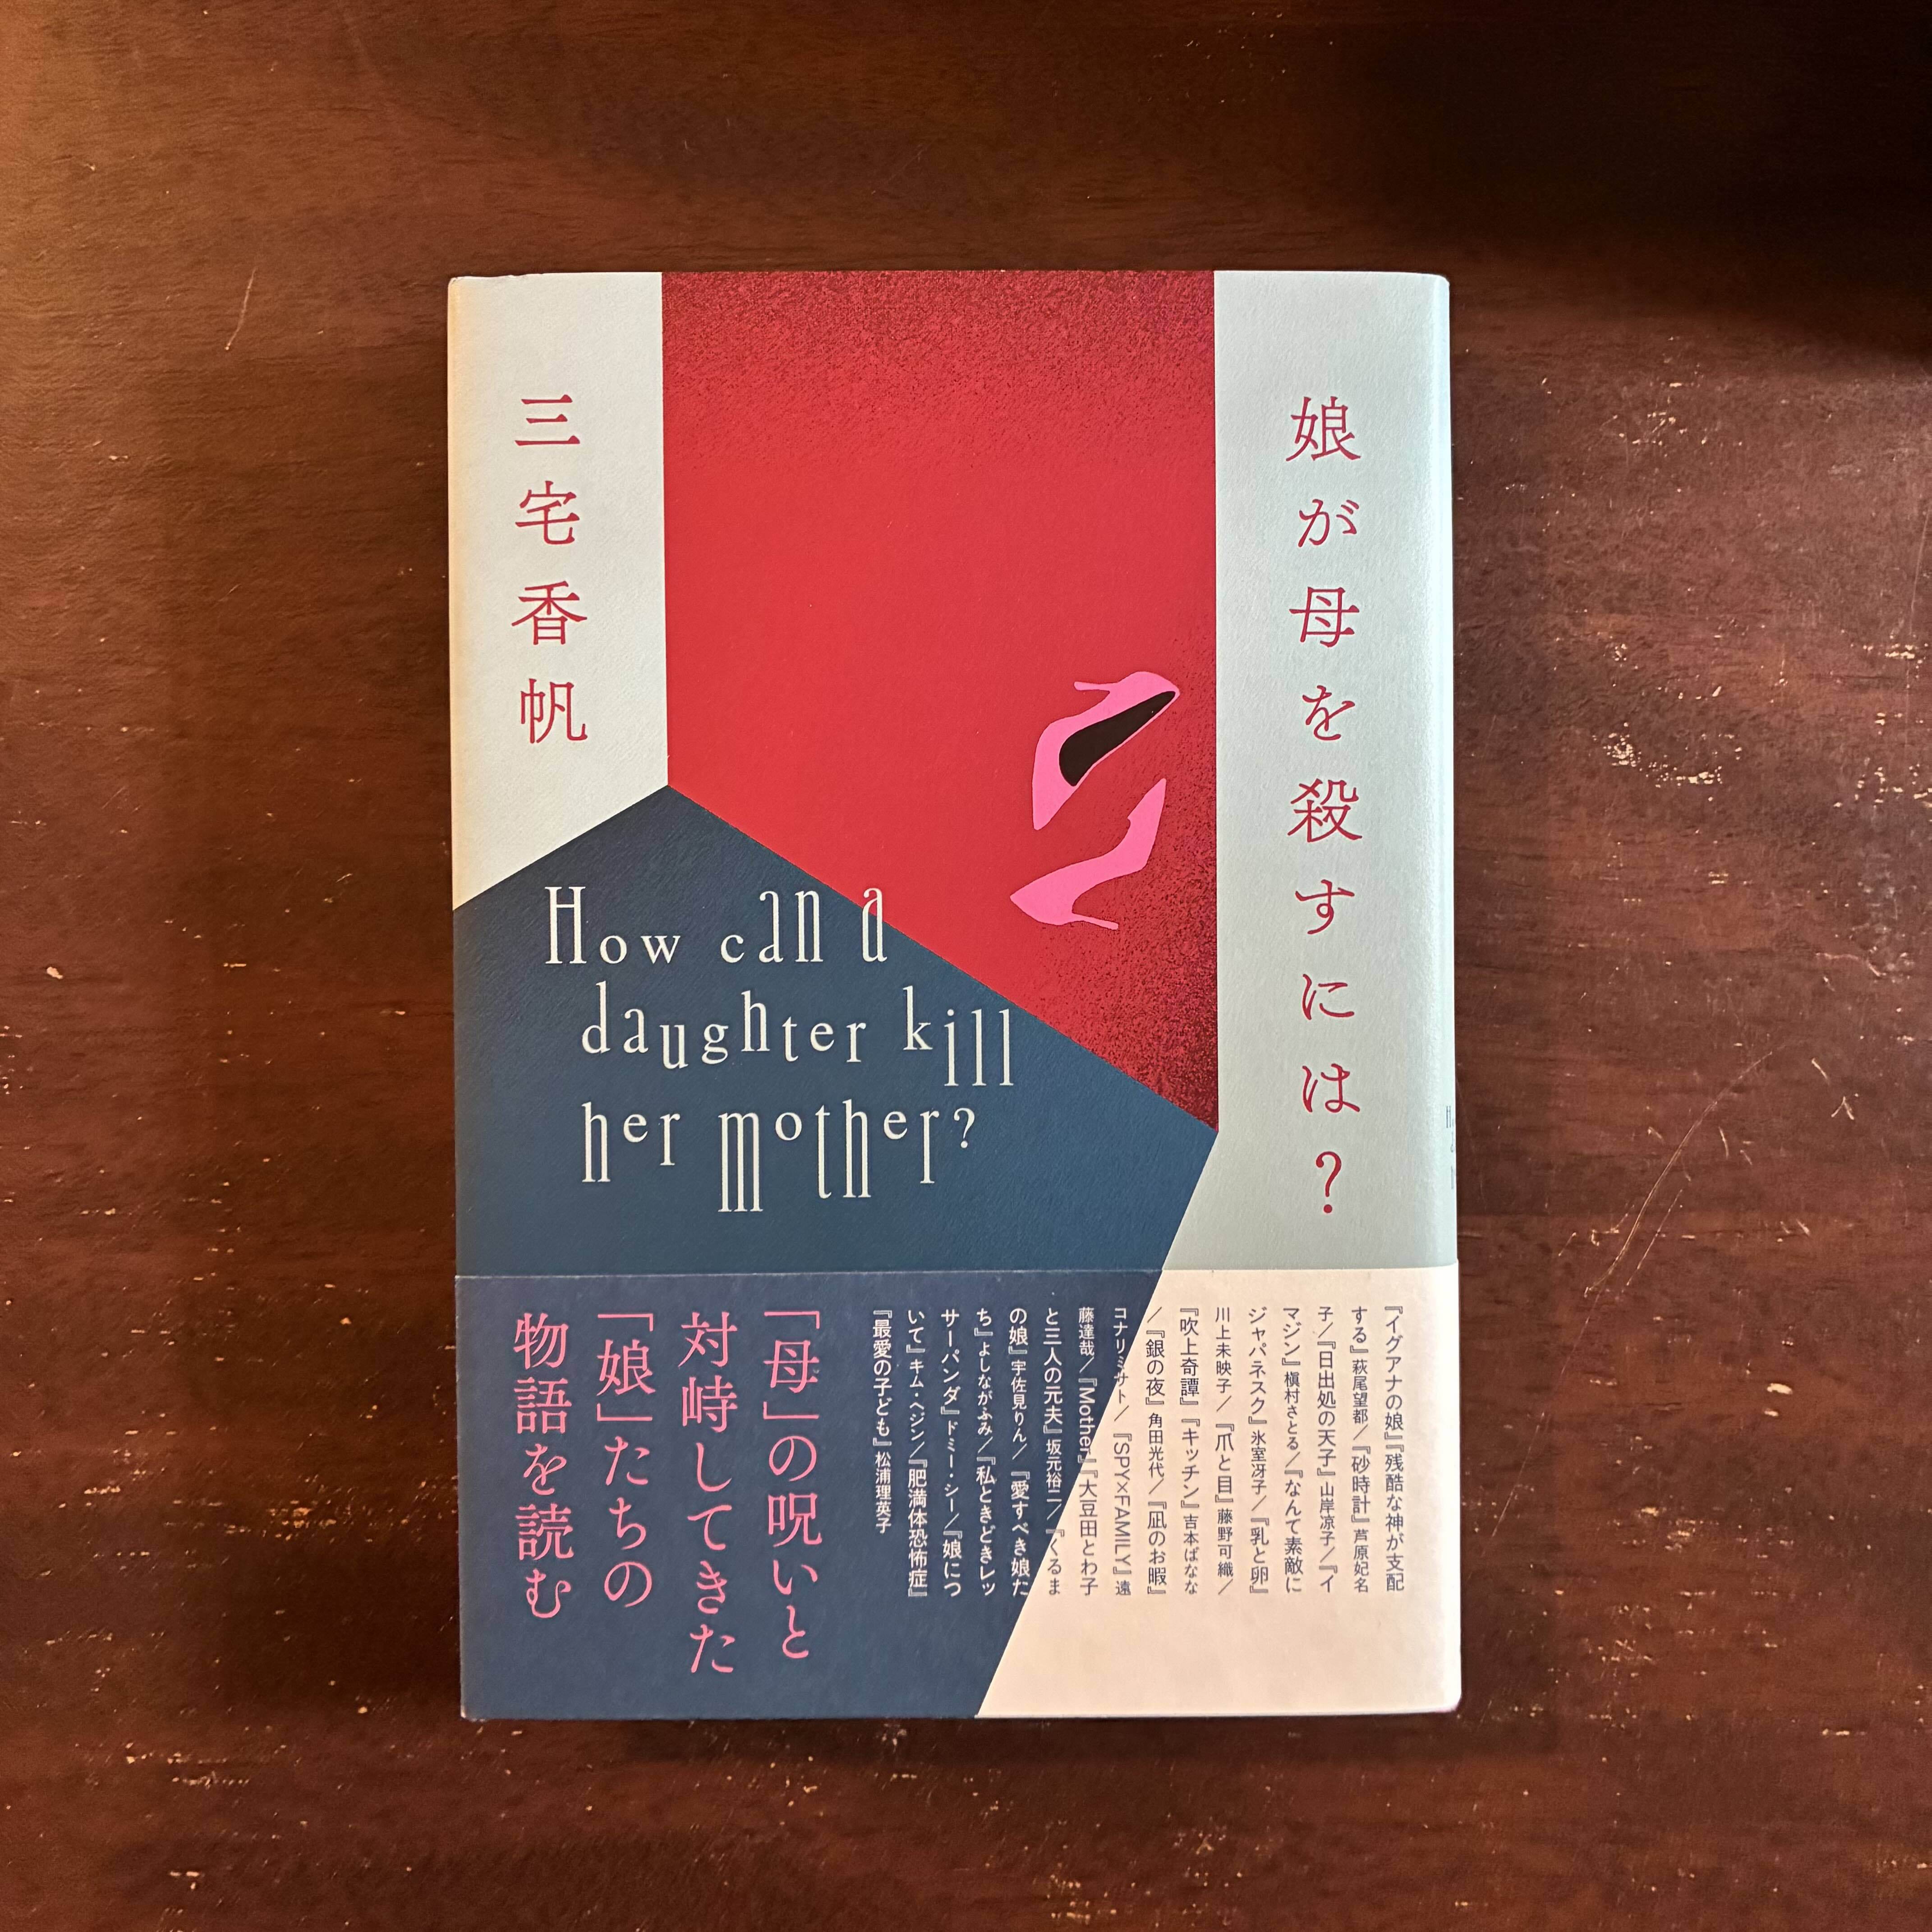 娘が母を殺すには？
三宅香帆
How can a
daughter kill
her mother?
『イグアナの娘』『残酷な神が支配
する』萩尾望都／『砂時計』芦原妃名
子／『日出処の天子』山岸凉子／『イ
マジン』槇村さとる／『なんて素敵に
ジャパネスク』氷室冴子／『乳と卵』
川上未映子／『爪と目』藤野可織／
『吹上奇譚』『キッチン』吉本ばなな
／『銀の夜』角田光代／『凪のお暇』
コナリミサト／『SPY×FAMILY』遠
藤達哉／『Mother』『大豆田とわ子
と三人の元夫』坂元裕二／『くるま
の娘』宇佐見りん／『愛すべき娘た
ち』よしながふみ／『私ときどきレッ
サーパンダ』ドミー・シー／『娘につ
いて』キム・ヘジン／『肥満体恐怖症』
『最愛の子ども』松浦理英子
「母」の呪いと
対峙してきた
「娘」たちの
物語を読む